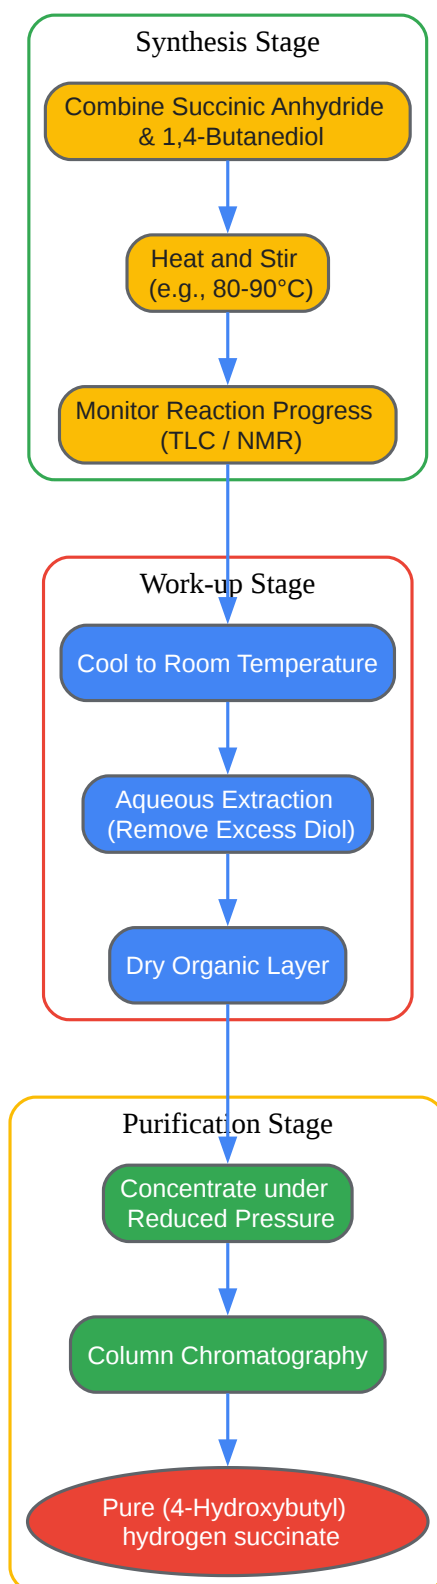 Synthesis Stage
Combine Succinic Anhydride
& 1,4-Butanediol
Heat and Stir
(e.g., 80-90°C)
Monitor Reaction Progress
(TLC / NMR)
Work-up Stage
Cool to Room Temperature
Aqueous Extraction
(Remove Excess Diol)
Dry Organic Layer
Purification Stage
Concentrate under
Reduced Pressure
Column Chromatography
Pure (4-Hydroxybutyl)
hydrogen succinate